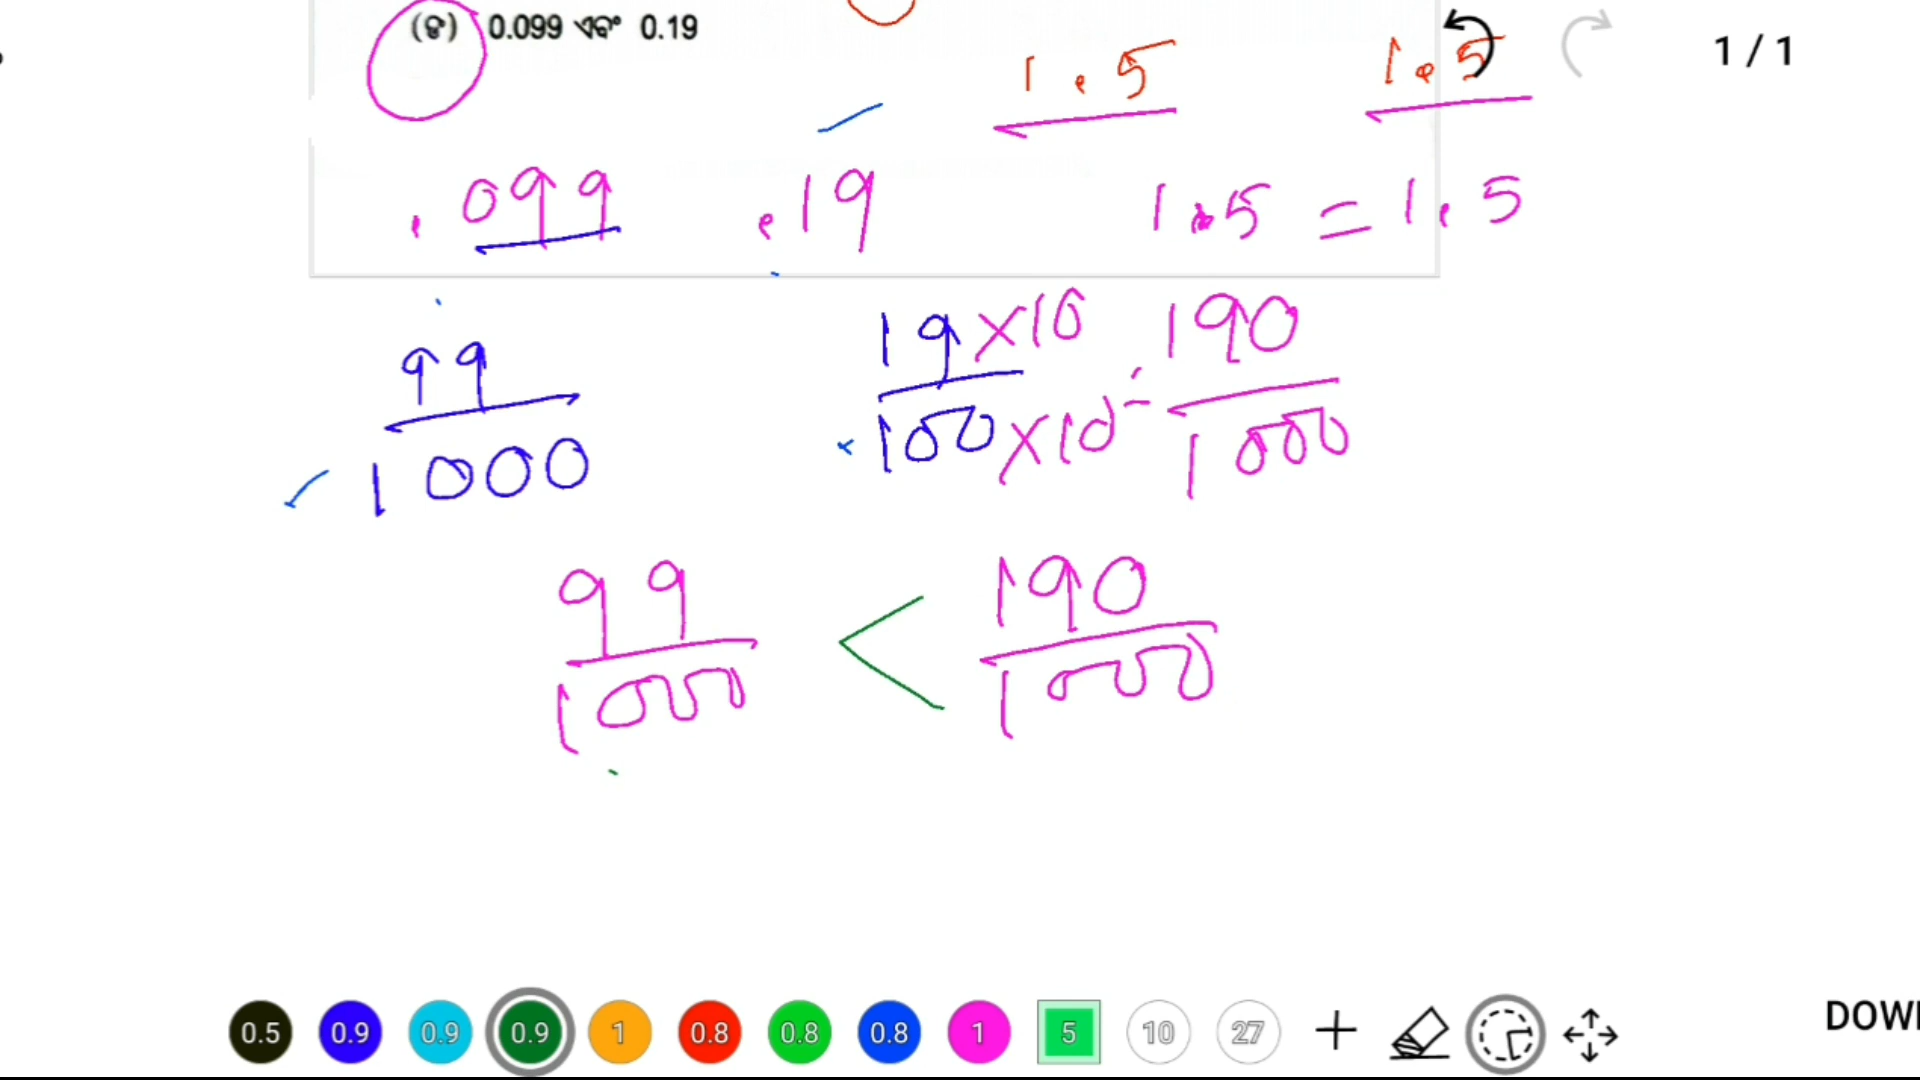 (ଙ) 0.099 ଏବଂ 0.19
1.5 1.5 1 / 1
.099 .19 1.5 = 1.5
99 19×10 = 190
1000 100×10 1000
99 < 190
1000 1000
0.5 0.9 0.9 0.9 1 0.8 0.8 0.8 1 5 10 27 DOW